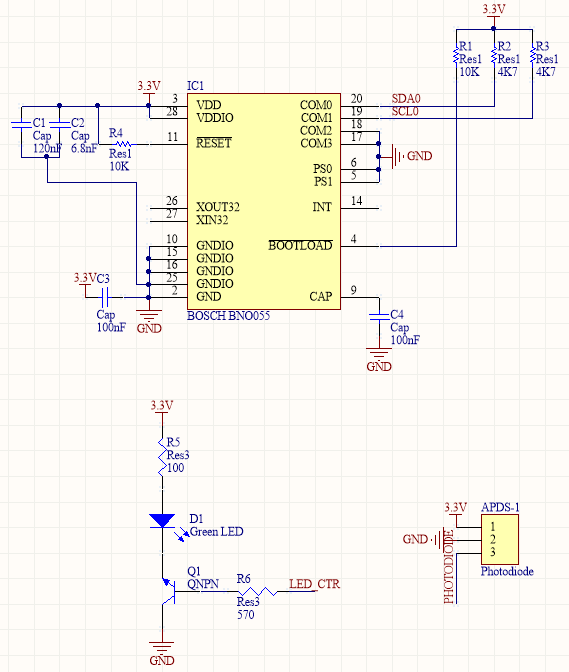 3.3V
R1
Res1
10K
R2
Res1
4K7
R3
Res1
4K7
3.3V
IC1
C1
Cap
120nF
C2
Cap
6.8nF
R4
Res1
10K
3 VDD
28 VDDIO
11 RESET
26 XOUT32
27 XIN32
10 GNDIO
15 GNDIO
16 GNDIO
25 GNDIO
2 GND
COM0 20 SDA0
COM1 19 SCL0
COM2 18
COM3 17
PS0 6
PS1 5
GND
INT 14
BOOTLOAD 4
CAP 9
BOSCH BNO055
3.3V
C3
Cap
100nF
GND
C4
Cap
100nF
GND
3.3V
R5
Res3
100
D1
Green LED
Q1
QNPN
R6
Res3
570
LED_CTR
GND
3.3V
APDS-1
GND
1
2
3
PHOTODIODE
Photodiode